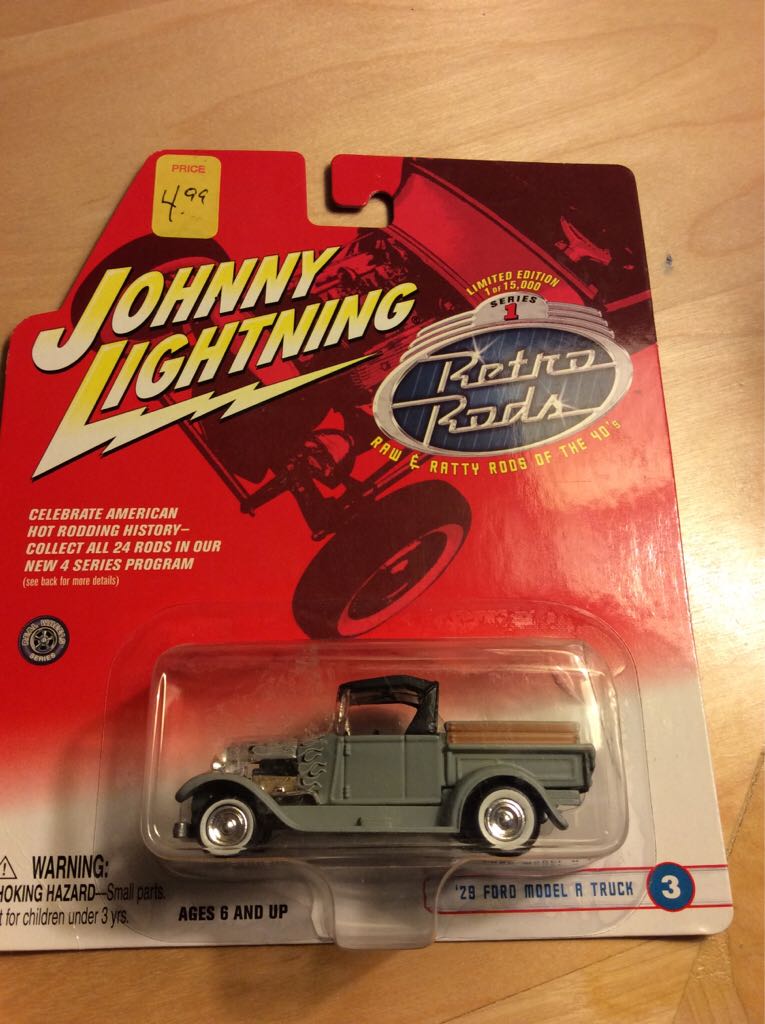 PRICE
4.99
JOHNNY
LIGHTNING®
LIMITED EDITION
1 OF 15,000
SERIES
1
Retro
Rods
RAW & RATTY RODS OF THE 40's
CELEBRATE AMERICAN
HOT RODDING HISTORY–
COLLECT ALL 24 RODS IN OUR
NEW 4 SERIES PROGRAM
(see back for more details)
REAL WHEELS
SERIES
WARNING:
HOKING HAZARD—Small parts.
t for children under 3 yrs.
AGES 6 AND UP
'29 FORD MODEL A TRUCK
3